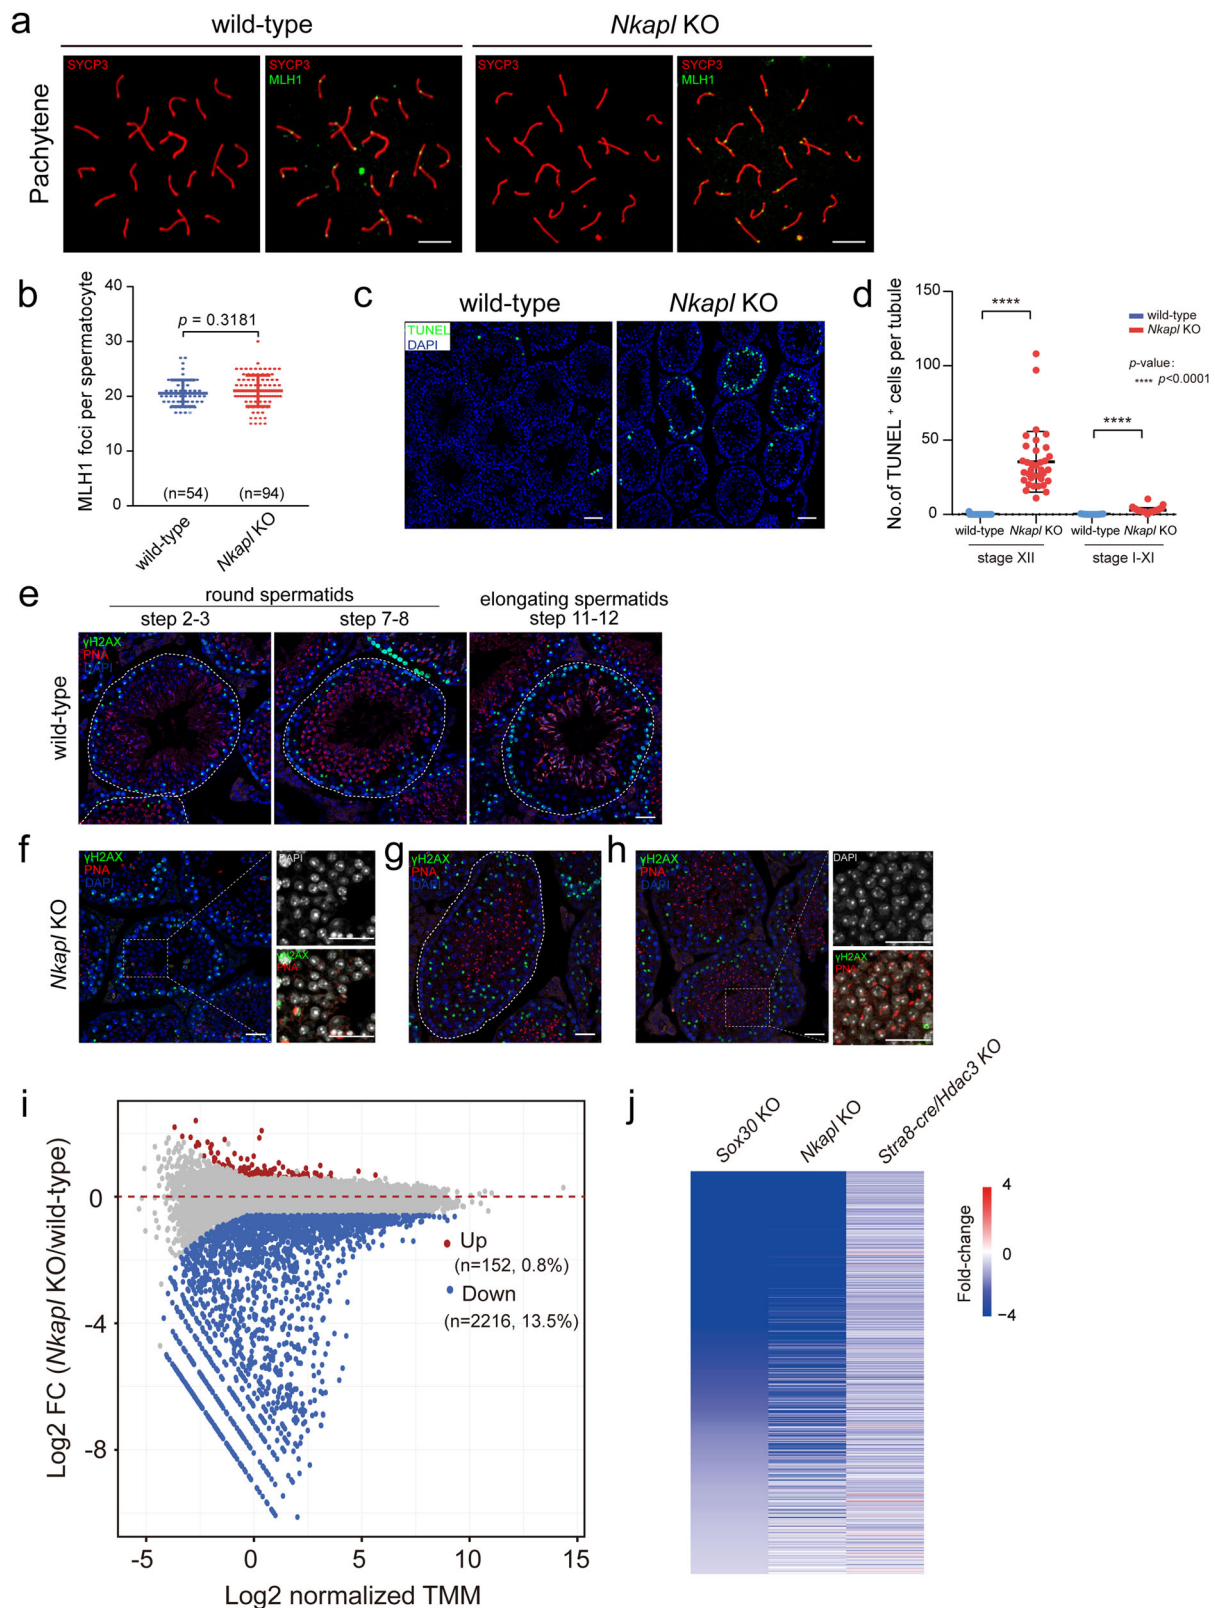 a
wild-type
Nkapl KO
Pachytene
SYCP3
SYCP3
MLH1
SYCP3
SYCP3
MLH1
b
MLH1 foci per spermatocyte
40
30
20
10
0
p = 0.3181
(n=54)
(n=94)
wild-type
Nkapl KO
c
wild-type
Nkapl KO
TUNEL
DAPI
d
No.of TUNEL + cells per tubule
150
100
50
0
****
****
wild-type
Nkapl KO
p-value:
**** p<0.0001
wild-type Nkapl KO wild-type Nkapl KO
stage XII
stage I-XI
e
round spermatids
elongating spermatids
step 2-3
step 7-8
step 11-12
wild-type
γH2AX
PNA
DAPI
f
Nkapl KO
γH2AX
PNA
DAPI
DAPI
γH2AX
PNA
g
γH2AX
PNA
DAPI
h
γH2AX
PNA
DAPI
DAPI
γH2AX
PNA
i
Log2 FC (Nkapl KO/wild-type)
0
-4
-8
Up
(n=152, 0.8%)
Down
(n=2216, 13.5%)
-5
0
5
10
15
Log2 normalized TMM
j
Sox30 KO
Nkapl KO
Stra8-cre/Hdac3 KO
Fold-change
4
0
−4